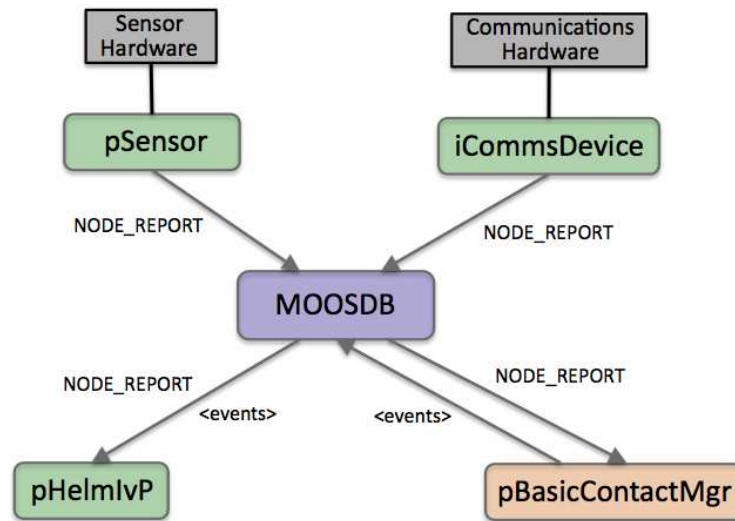 Sensor
Hardware
Communications
Hardware
pSensor
iCommsDevice
NODE_REPORT
NODE_REPORT
MOOSDB
NODE_REPORT
NODE_REPORT
<events>
<events>
pHelmIvP
pBasicContactMgr